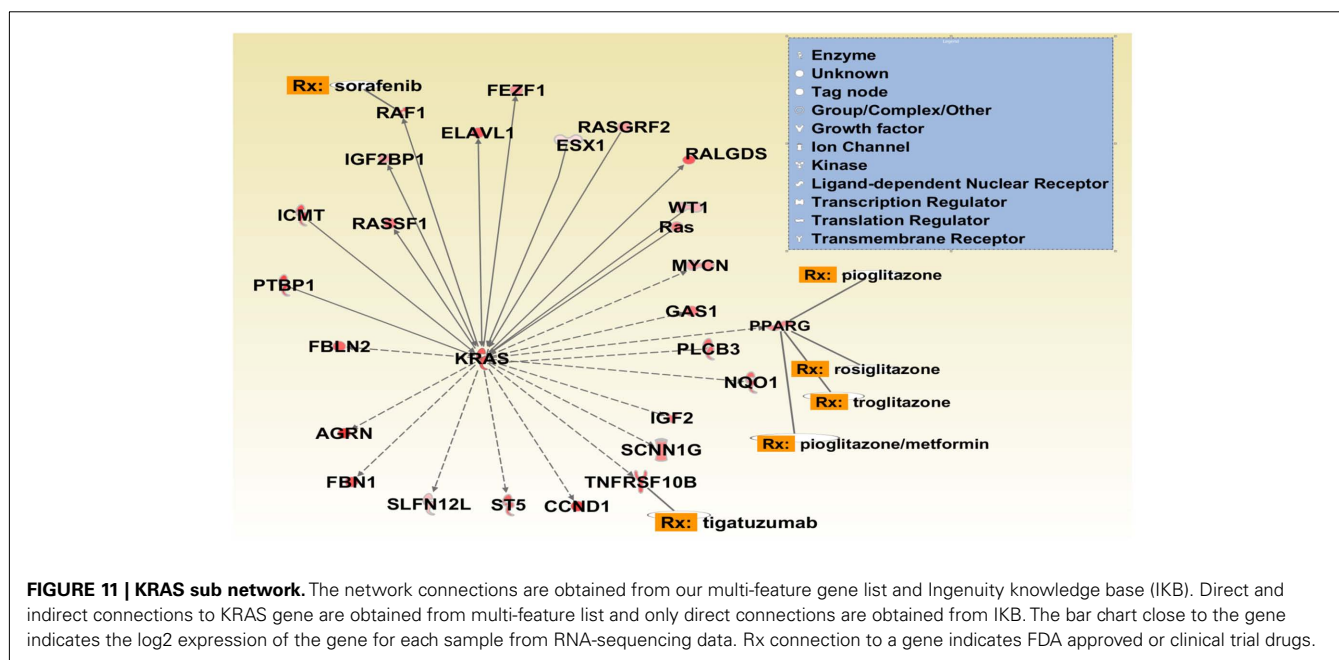 Rx: sorafenib
FEZF1
RAF1
ELAVL1
RASGRF2
ESX1
IGF2BP1
RALGDS
ICMT
RASSF1
WT1
Ras
MYCN
PTBP1
GAS1
FBLN2
KRAS
PLCB3
NQO1
PPARG
Rx: pioglitazone
Rx: rosiglitazone
Rx: troglitazone
Rx: pioglitazone/metformin
IGF2
AGRN
SCNN1G
FBN1
TNFRSF10B
SLFN12L
ST5
CCND1
Rx: tigatuzumab
Enzyme
Unknown
Tag node
Group/Complex/Other
Growth factor
Ion Channel
Kinase
Ligand-dependent Nuclear Receptor
Transcription Regulator
Translation Regulator
Transmembrane Receptor
FIGURE 11 | KRAS sub network. The network connections are obtained from our multi-feature gene list and Ingenuity knowledge base (IKB). Direct and
indirect connections to KRAS gene are obtained from multi-feature list and only direct connections are obtained from IKB. The bar chart close to the gene
indicates the log2 expression of the gene for each sample from RNA-sequencing data. Rx connection to a gene indicates FDA approved or clinical trial drugs.